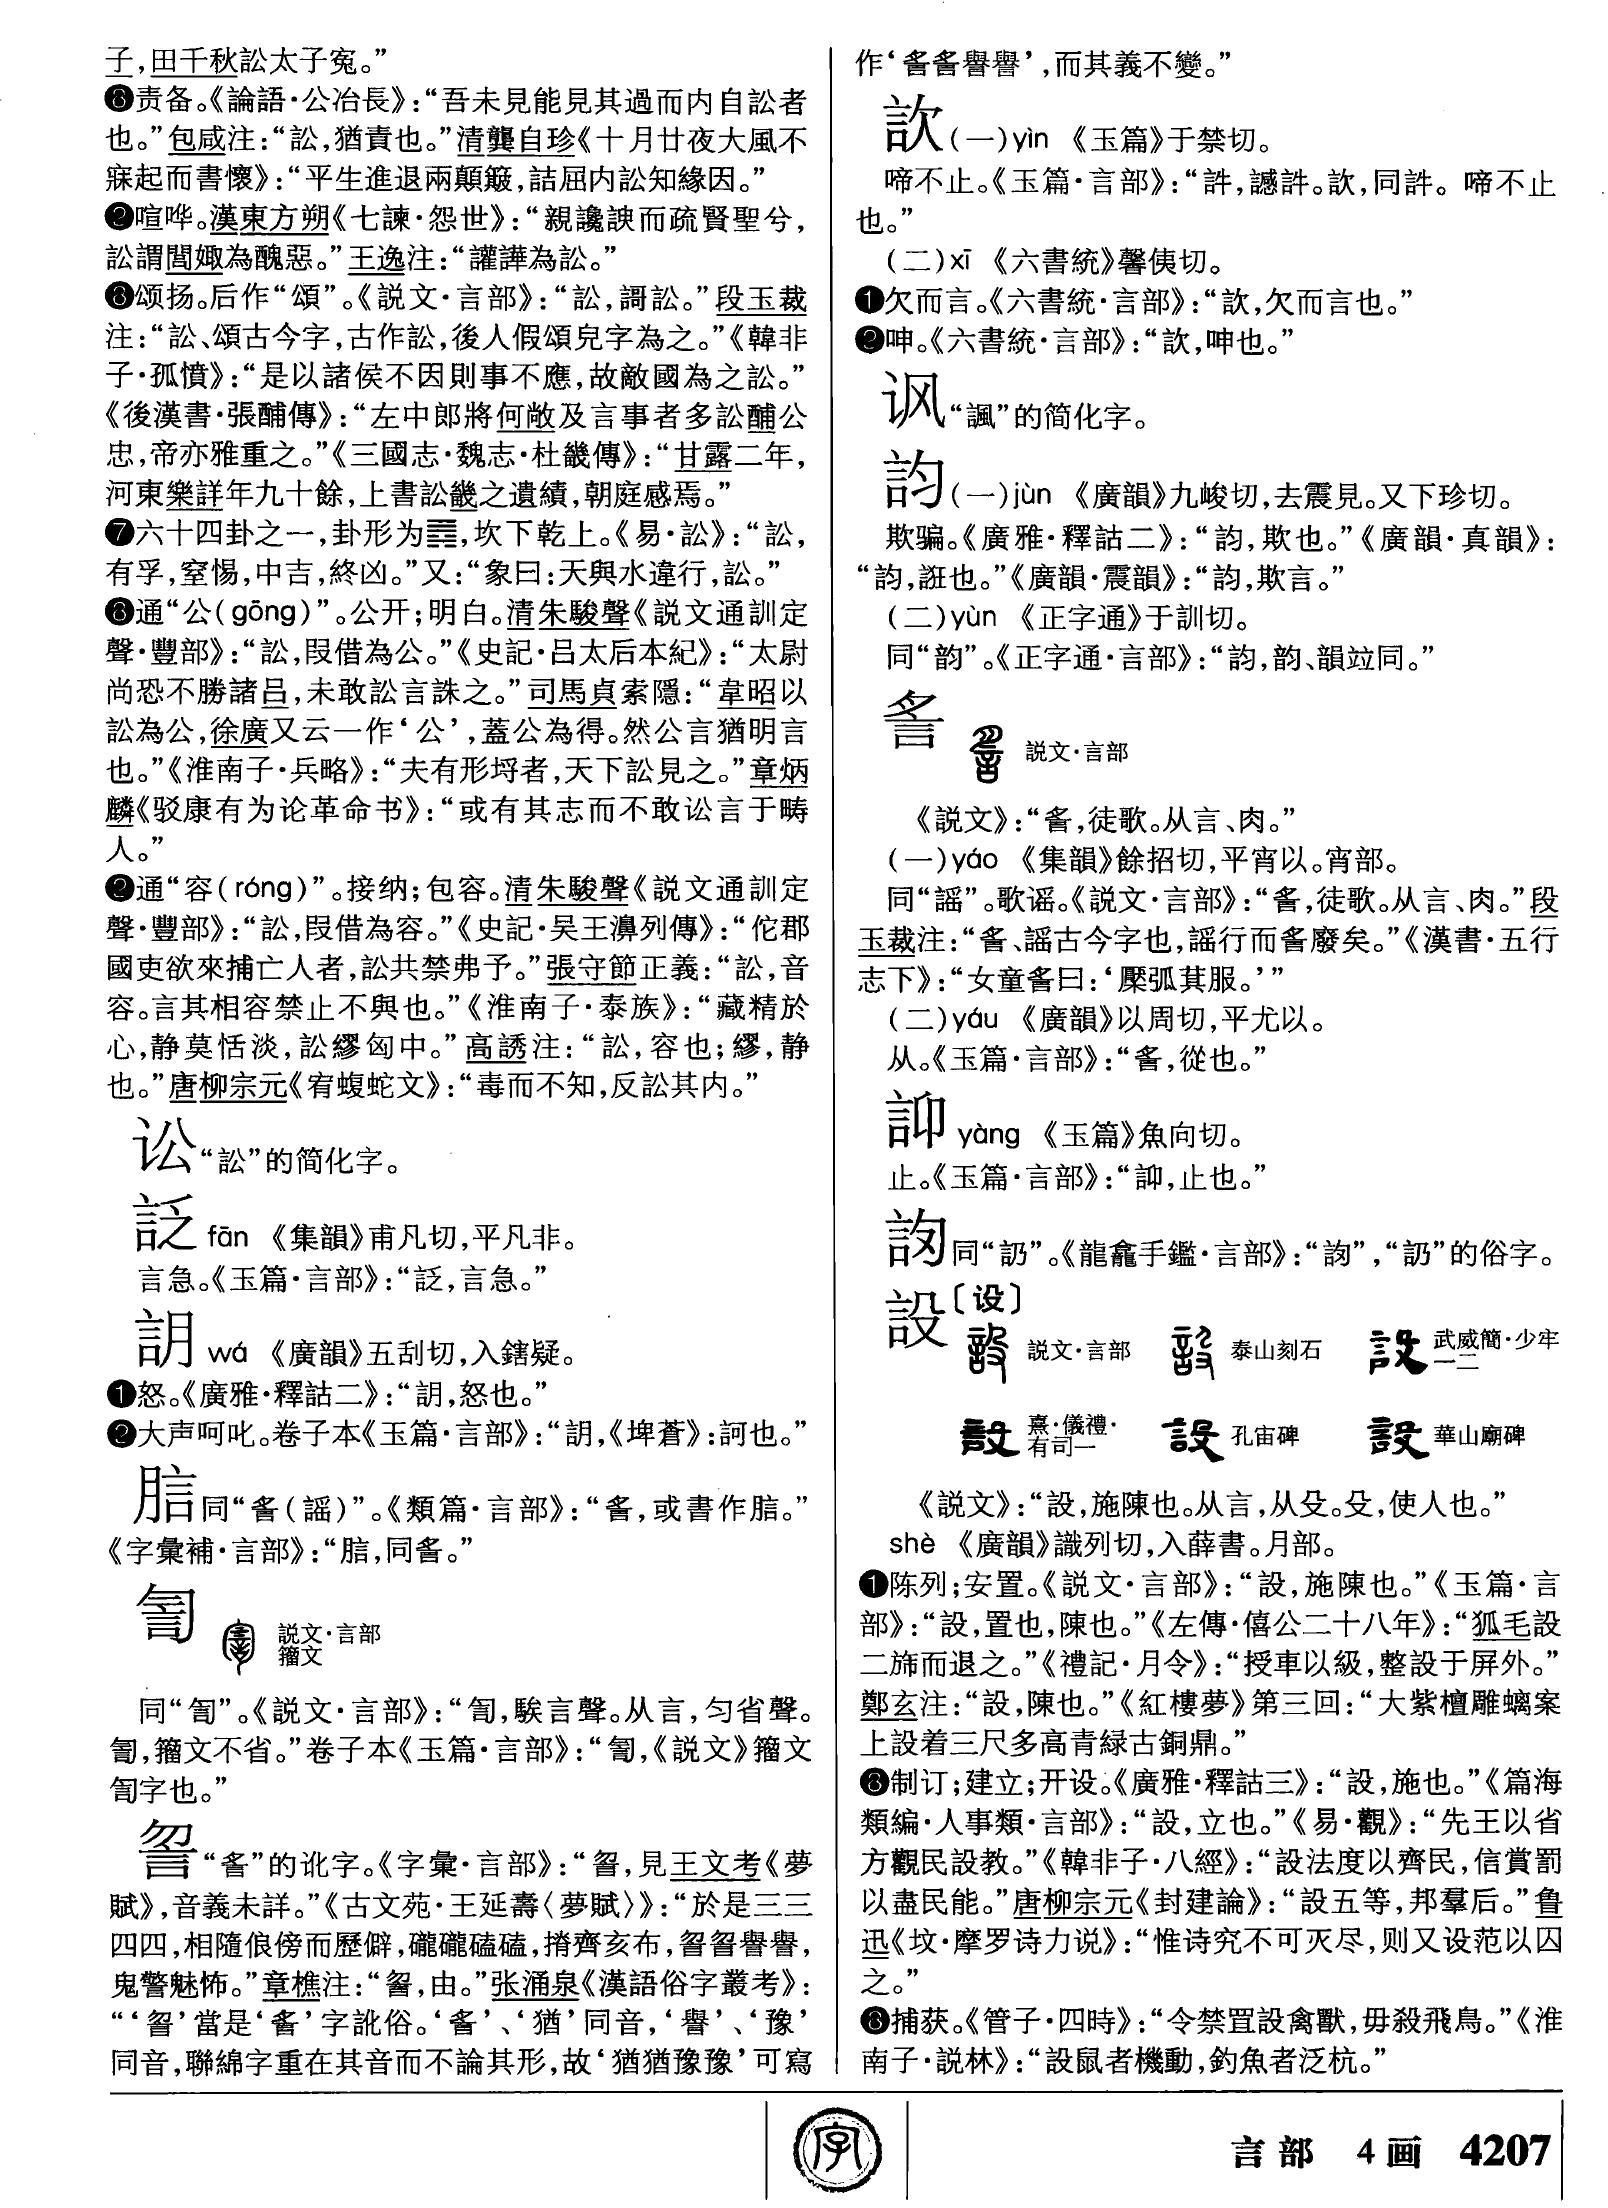 子,田千秋訟太子寃。”
❹责备。《論語·公冶長》:“吾未見能見其過而内自訟者
也。”包咸注:“訟,猶責也。”清龔自珍《十月廿夜大風不
寐起而書懷》:“平生進退兩顛簸,詰屈内訟知緣因。”
❺喧哗。漢東方朔《七諫·怨世》:“親讒諛而疏賢聖兮,
訟謂閭娵為醜惡。”王逸注:“讙譁為訟。”
❻颂扬。后作“頌”。《説文·言部》:“訟,謌訟。”段玉裁
注:“訟、頌古今字,古作訟,後人假頌皃字為之。”《韓非
子·孤憤》:“是以諸侯不因則事不應,故敵國為之訟。”
《後漢書·張酺傳》:“左中郎將何敞及言事者多訟酺公
忠,帝亦雅重之。”《三國志·魏志·杜畿傳》:“甘露二年,
河東樂詳年九十餘,上書訟畿之遺績,朝庭感焉。”
❼六十四卦之一,卦形为䷅,坎下乾上。《易·訟》:“訟,
有孚,窒惕,中吉,終凶。”又:“象曰:天與水違行,訟。”
❽通“公(gōng)”。公开;明白。清朱駿聲《説文通訓定
聲·豐部》:“訟,叚借為公。”《史記·吕太后本紀》:“太尉
尚恐不勝諸吕,未敢訟言誅之。”司馬貞索隱:“韋昭以
訟為公,徐廣又云一作‘公’,蓋公為得。然公言猶明言
也。”《淮南子·兵略》:“夫有形埒者,天下訟見之。”章炳
麟《驳康有为论革命书》:“或有其志而不敢讼言于畴
人。”
❾通“容(róng)”。接纳;包容。清朱駿聲《説文通訓定
聲·豐部》:“訟,叚借為容。”《史記·吴王濞列傳》:“佗郡
國吏欲來捕亡人者,訟共禁弗予。”張守節正義:“訟,音
容。言其相容禁止不與也。”《淮南子·泰族》:“藏精於
心,静莫恬淡,訟繆匈中。”高誘注:“訟,容也;繆,静
也。”唐柳宗元《宥蝮蛇文》:“毒而不知,反訟其内。”
讼“訟”的简化字。
䛀 fān 《集韻》甫凡切,平凡非。
言急。《玉篇·言部》:“䛀,言急。”
䚴 wá 《廣韻》五刮切,入鎋疑。
❶怒。《廣雅·釋詁二》:“䚴,怒也。”
❷大声呵叱。卷子本《玉篇·言部》:“䚴,《埤蒼》:訶也。”
䚻同“䚻(謡)”。《類篇·言部》:“䚻,或書作。”
《字彙補·言部》:“,同䚻。”
説文·言部
籀文
同“訇”。《説文·言部》:“訇,騃言聲。从言,匀省聲。
,籀文不省。”卷子本《玉篇·言部》:“,《説文》籀文
訇字也。”
“䚻”的讹字。《字彙·言部》:“,見王文考《夢
賦》,音義未詳。”《古文苑·王延壽〈夢賦〉》:“於是三三
四四,相隨俍傍而歷僻,礲礲磕磕,㨈齊亥布,譽譽,
鬼驚魅怖。”章樵注:“,由。”张涌泉《漢語俗字叢考》:
“‘’當是‘䚻’字訛俗。‘䚻’、‘猶’同音,‘譽’、‘豫’
同音,聯綿字重在其音而不論其形,故‘猶猶豫豫’可寫
作‘䚻䚻譽譽’,而其義不變。”
訡(一)yìn 《玉篇》于禁切。
啼不止。《玉篇·言部》:“許,譩許。,同許。 啼不止
也。”
(二)xī 《六書統》馨侇切。
❶欠而言。《六書統·言部》:“,欠而言也。”
❷呻。《六書統·言部》:“,呻也。”
讽“諷”的简化字。
訋(一)jùn 《廣韻》九峻切,去震見。又下珍切。
欺骗。《廣雅·釋詁二》:“,欺也。”《廣韻·真韻》:
“,誑也。”《廣韻·震韻》:“,欺言。”
(二)yùn 《正字通》于訓切。
同“韵”。《正字通·言部》:“,韵、韻竝同。”
䚻 説文·言部
《説文》:“䚻,徒歌。从言、肉。”
(一)yáo 《集韻》餘招切,平宵以。宵部。
同“謡”。歌谣。《説文·言部》:“䚻,徒歌。从言、肉。”段
玉裁注:“䚻、謡古今字也,謡行而䚻廢矣。”《漢書·五行
志下》:“女童䚻曰:‘檿弧萁服。’”
(二)yáu 《廣韻》以周切,平尤以。
从。《玉篇·言部》:“䚻,從也。”
yàng 《玉篇》魚向切。
止。《玉篇·言部》:“,止也。”
同“訒”。《龍龕手鑑·言部》:“”,“訒”的俗字。
設〔设〕
説文·言部 泰山刻石 武威簡·少牢
一二
熹·儀禮· 孔宙碑 華山廟碑
有司一
《説文》:“設,施陳也。从言,从殳。殳,使人也。”
shè 《廣韻》識列切,入薛書。月部。
❶陈列;安置。《説文·言部》:“設,施陳也。”《玉篇·言
部》:“設,置也,陳也。”《左傳·僖公二十八年》:“狐毛設
二旆而退之。”《禮記·月令》:“授車以級,整設于屏外。”
鄭玄注:“設,陳也。”《紅樓夢》第三回:“大紫檀雕螭案
上設着三尺多高青緑古銅鼎。”
❷制订;建立;开设。《廣雅·釋詁三》:“設,施也。”《篇海
類編·人事類·言部》:“設,立也。”《易·觀》:“先王以省
方觀民設教。”《韓非子·八經》:“設法度以齊民,信賞罰
以盡民能。”唐柳宗元《封建論》:“設五等,邦羣后。”鲁
迅《坟·摩罗诗力说》:“惟诗究不可灭尽,则又设范以囚
之。”
❸捕获。《管子·四時》:“令禁罝設禽獸,毋殺飛鳥。”《淮
南子·説林》:“設鼠者機動,釣魚者泛杭。”
字
言部 4画 4207